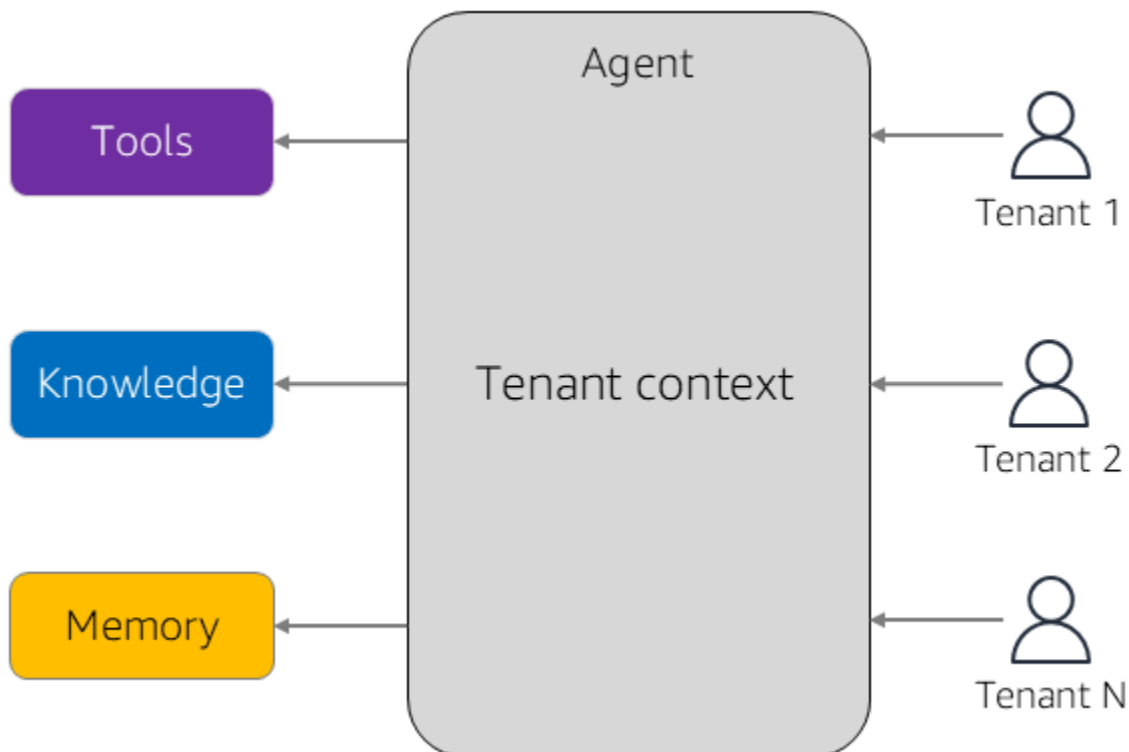 Agent
Tools
Tenant 1
Knowledge
Tenant context
Tenant 2
Memory
Tenant N